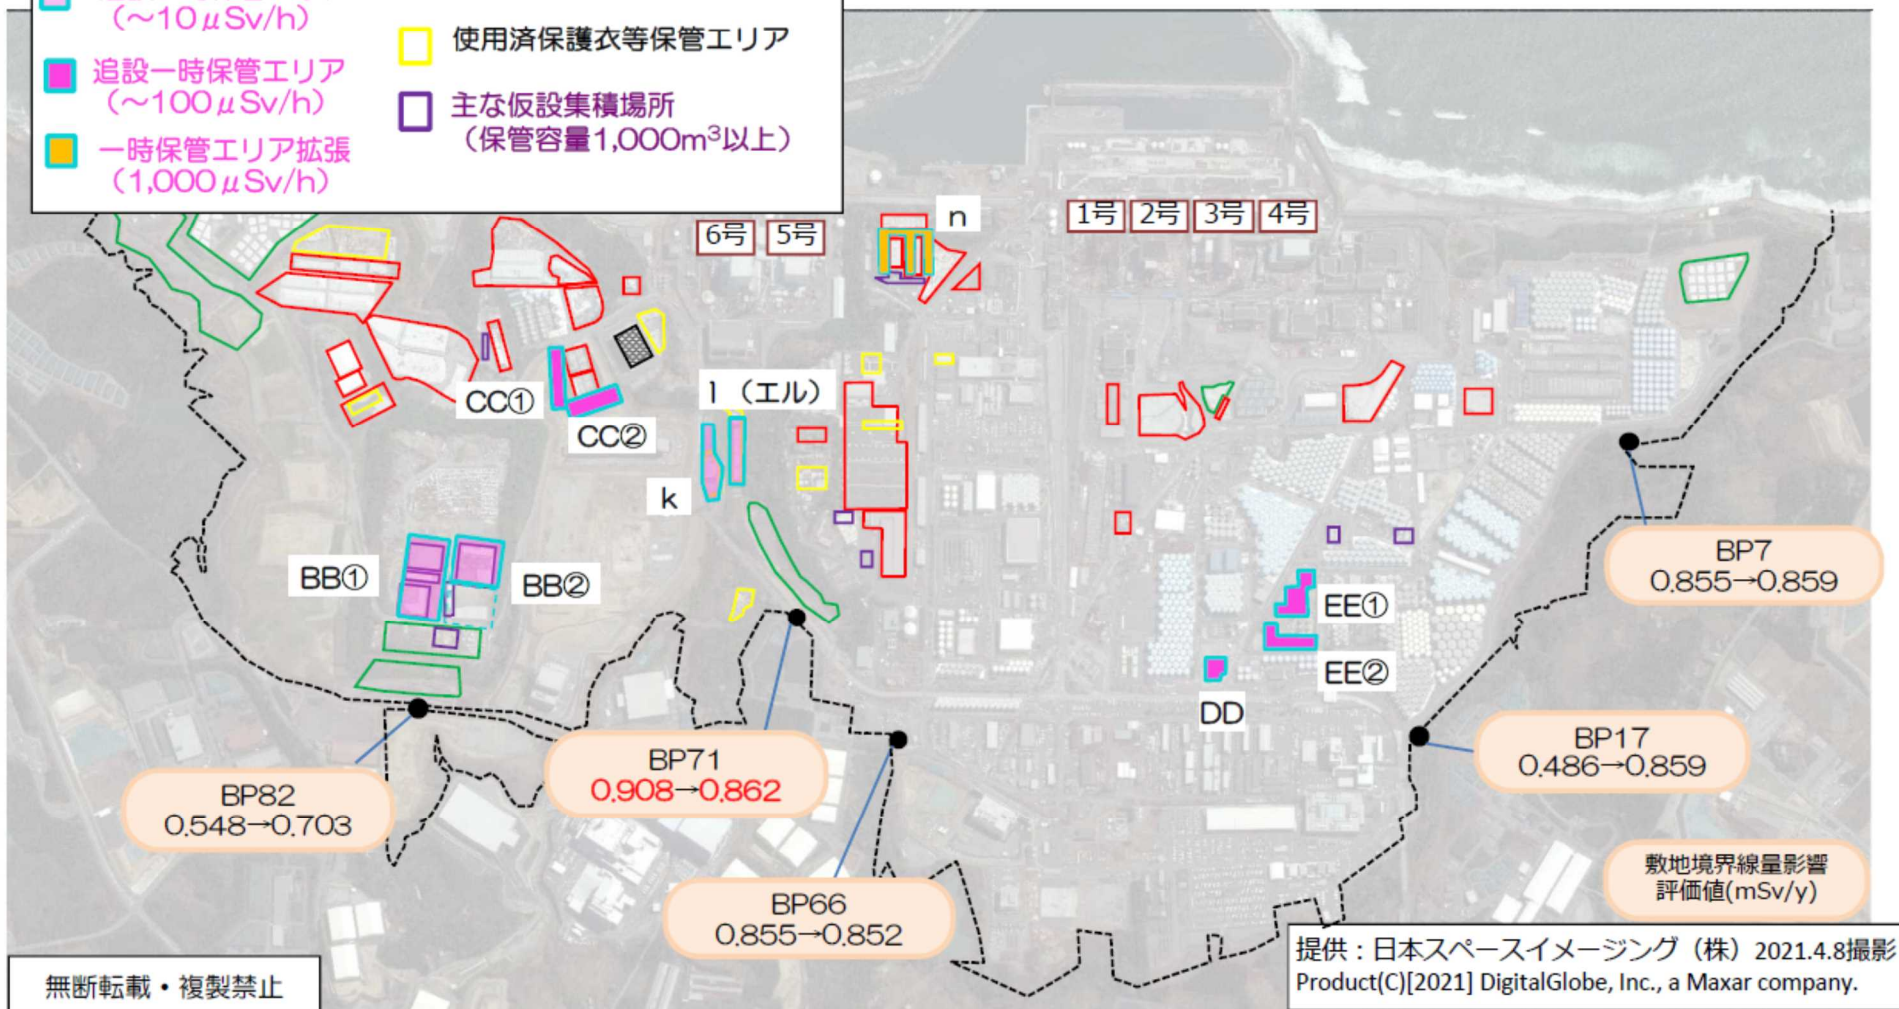 (~10μSv/h)
追設一時保管エリア
(~100μSv/h)
一時保管エリア拡張
(1,000μSv/h)
使用済保護衣等保管エリア
主な仮設集積場所
(保管容量1,000m³以上)
6号
5号
n
1号
2号
3号
4号
CC①
CC②
l(エル)
k
BB①
BB②
EE①
EE②
DD
BP7
0.855→0.859
BP17
0.486→0.859
BP71
0.908→0.862
BP82
0.548→0.703
BP66
0.855→0.852
敷地境界線量影響
評価値(mSv/y)
無断転載・複製禁止
提供:日本スペースイメージング(株)2021.4.8撮影
Product(C)[2021] DigitalGlobe, Inc., a Maxar company.